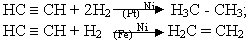 HC ≡ CH + 2H₂ —Ni (Pt)→ H₃C - CH₃;
HC ≡ CH + H₂ —Ni (Fe)→ H₂C = CH₂.